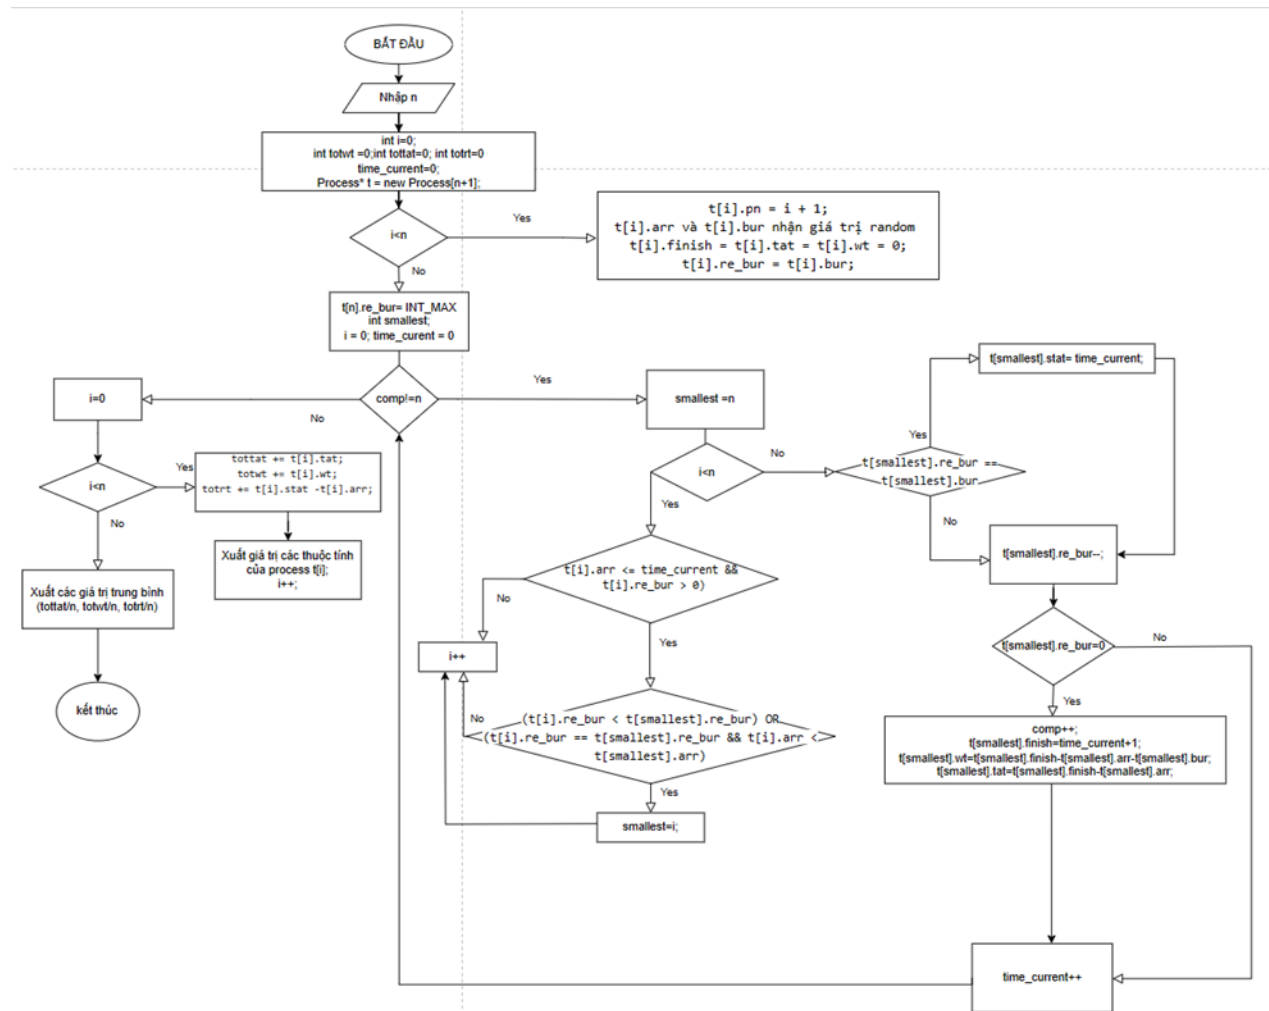 BẮT ĐẦU
Nhập n
int i=0;
int totwt =0;int tottat=0; int totrt=0
time_current=0;
Process* t = new Process[n+1];
i<n
Yes
t[i].pn = i + 1;
t[i].arr và t[i].bur nhận giá trị random
t[i].finish = t[i].tat = t[i].wt = 0;
t[i].re_bur = t[i].bur;
No
t[n].re_bur= INT_MAX
int smallest;
i = 0; time_curent = 0
comp!=n
No
i=0
i<n
Yes
tottat += t[i].tat;
totwt += t[i].wt;
totrt += t[i].stat -t[i].arr;
Xuất giá trị các thuộc tính
của process t[i];
i++;
No
Xuất các giá trị trung bình
(tottat/n, totwt/n, totrt/n)
kết thúc
Yes
smallest =n
i<n
Yes
t[i].arr <= time_current &&
t[i].re_bur > 0)
No
i++
Yes
(t[i].re_bur < t[smallest].re_bur) OR
(t[i].re_bur == t[smallest].re_bur && t[i].arr <
t[smallest].arr)
No
Yes
smallest=i;
No
t[smallest].re_bur ==
t[smallest].bur
Yes
t[smallest].stat= time_current;
No
t[smallest].re_bur--;
t[smallest].re_bur=0
No
Yes
comp++;
t[smallest].finish=time_current+1;
t[smallest].wt=t[smallest].finish-t[smallest].arr-t[smallest].bur;
t[smallest].tat=t[smallest].finish-t[smallest].arr;
time_current++